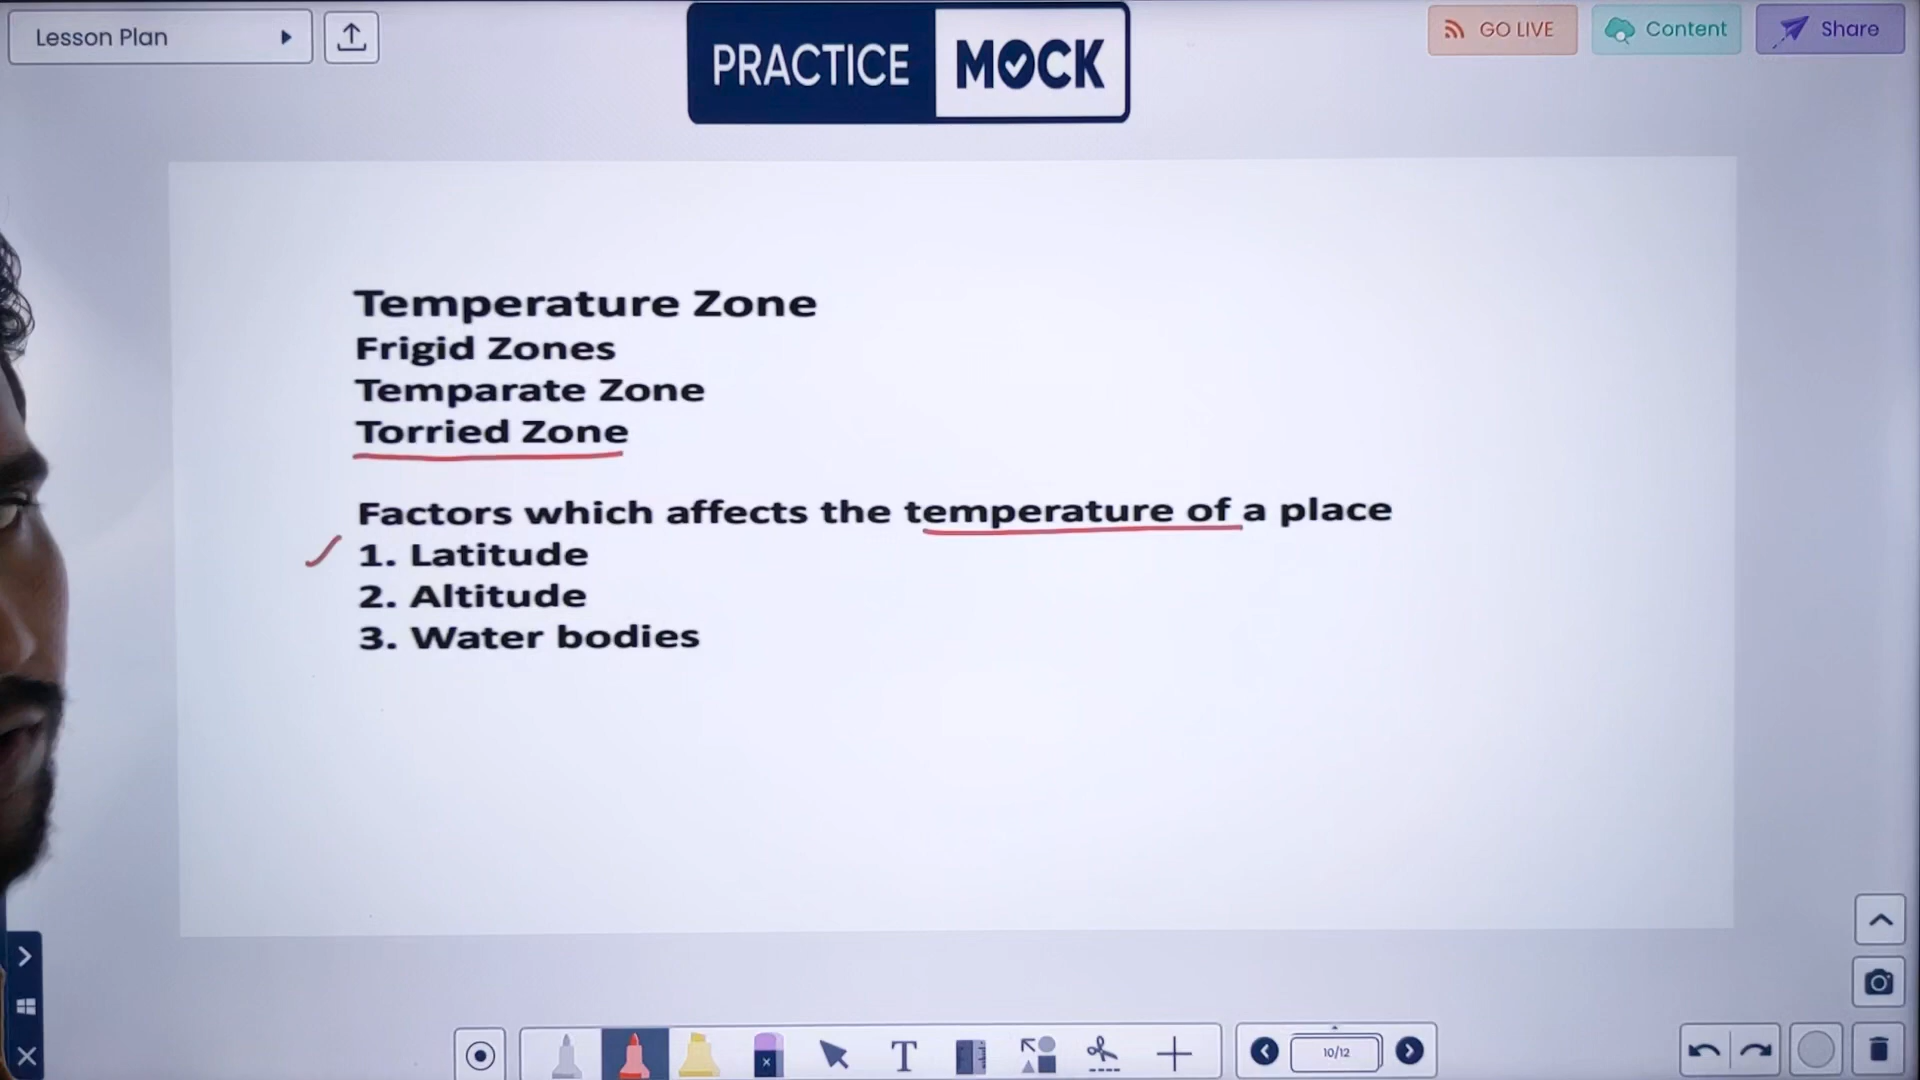 Lesson Plan
PRACTICE MOCK
GO LIVE
Content
Share
Temperature Zone
Frigid Zones
Temparate Zone
Torried Zone
Factors which affects the temperature of a place
1. Latitude
2. Altitude
3. Water bodies
T
10/12